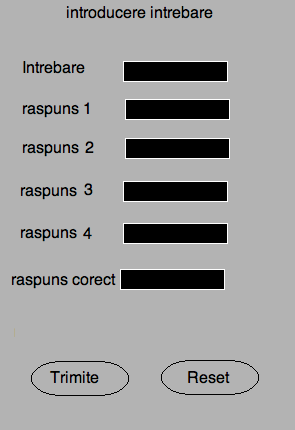 introducere intrebare
Intrebare
raspuns 1
raspuns 2
raspuns 3
raspuns 4
raspuns corect
Trimite Reset